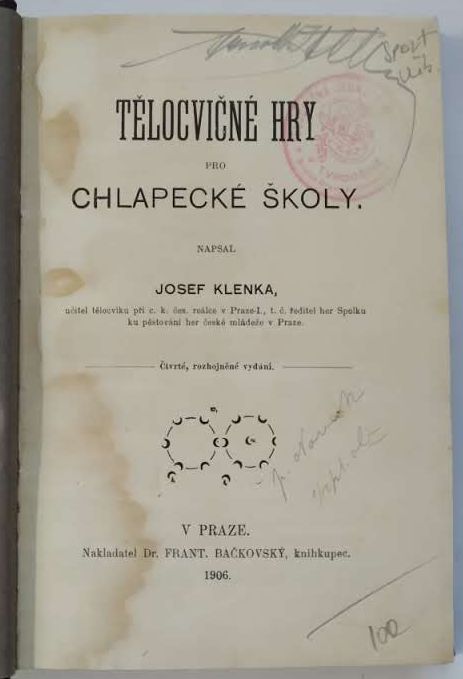 SPORT
TĚLOCVIČNÉ HRY
PRO
CHLAPECKÉ ŠKOLY.
NAPSAL
JOSEF KLENKA,
učitel tělocviku při c. k. čes. reálce v Praze-I., t. č. ředitel her Spolku
ku pěstování her české mládeže v Praze.
Čtvrté, rozhojněné vydání.
V PRAZE.
Nakladatel Dr. FRANT. BAČKOVSKÝ, knihkupec.
1906.
100